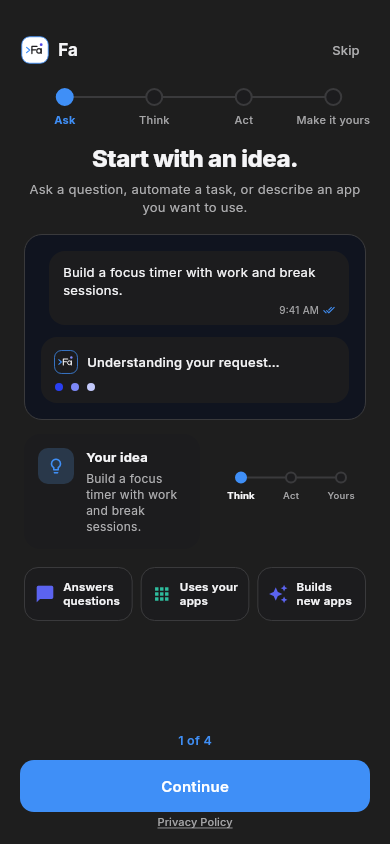 >Fa
Fa
Skip
Ask
Think
Act
Make it yours
Start with an idea.
Ask a question, automate a task, or describe an app
you want to use.
Build a focus timer with work and break
sessions.
9:41 AM
>Fa
Understanding your request...
Your idea
Build a focus
timer with work
and break
sessions.
Think
Act
Yours
Answers
questions
Uses your
apps
Builds
new apps
1 of 4
Continue
Privacy Policy